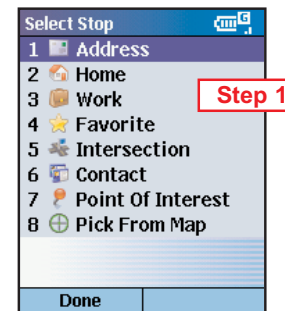 Select Stop
1 Address
2 Home
3 Work
Step 1
4 Favorite
5 Intersection
6 Contact
7 Point Of Interest
8 Pick From Map
Done